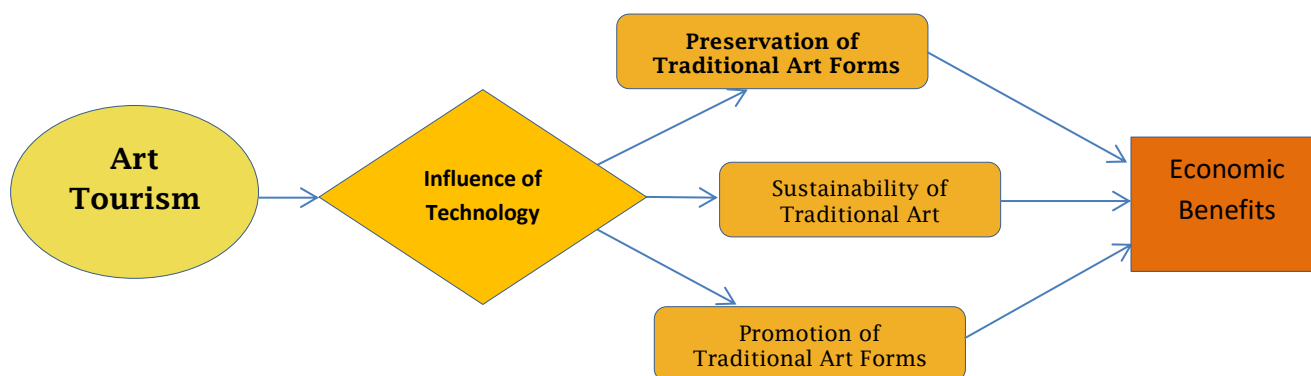 Art
Tourism
Influence of
Technology
Preservation of
Traditional Art Forms
Sustainability of
Traditional Art
Promotion of
Traditional Art Forms
Economic
Benefits